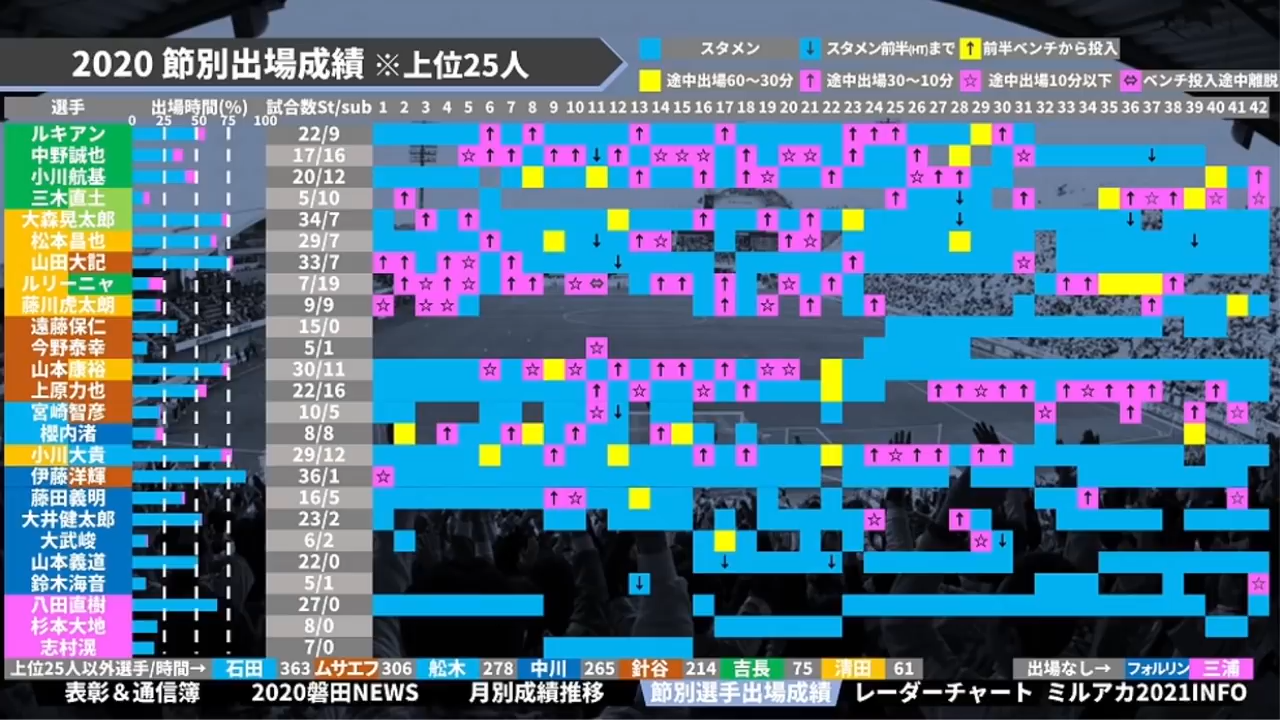 2020 節別出場成績 ※上位25人
スタメン ↓ スタメン前半(HT)まで ↑ 前半ベンチから投入
途中出場60〜30分 ↑ 途中出場30〜10分 ☆ 途中出場10分以下 ⇔ ベンチ投入途中離脱
選手 出場時間(%) 試合数St/sub 1 2 3 4 5 6 7 8 9 10 11 12 13 14 15 16 17 18 19 20 21 22 23 24 25 26 27 28 29 30 31 32 33 34 35 36 37 38 39 40 41 42
0 25 50 75 100
ルキアン 22/9 ↑ ↑ ↑ ↑ ↑ ↑ ↑ ↑
中野誠也 17/16 ☆ ↑ ↑ ↑ ↑ ↓ ↑ ☆ ☆ ☆ ↑ ☆ ☆ ↑ ↑ ☆ ↓
小川航基 20/12 ↑ ↑ ↑ ☆ ↑ ☆ ↑ ↑ ↑
三木直土 5/10 ↑ ↑ ↓ ↑ ↑ ☆ ↑ ☆ ☆
大森晃太郎 34/7 ↑ ↑ ↑ ↑ ↑ ↓ ↓
松本昌也 29/7 ↑ ↓ ↑ ☆ ↑ ☆ ↓
山田大記 33/7 ↑ ↑ ↑ ☆ ↑ ↓ ↑ ☆
ルリーニャ 7/19 ↑ ☆ ↑ ☆ ↑ ↑ ☆ ⇔ ↑ ↑ ↑ ☆ ↑ ↑ ↑ ↑
藤川虎太朗 9/9 ☆ ☆ ☆ ↑ ☆ ↑ ↑ ↑
遠藤保仁 15/0
今野泰幸 5/1 ☆
山本康裕 30/11 ☆ ☆ ☆ ↑ ↑ ↑ ↑ ☆ ☆
上原力也 22/16 ↑ ☆ ☆ ↑ ↑ ↑ ☆ ↑ ↑ ↑ ☆ ↑ ↑ ↑ ↑
宮崎智彦 10/5 ☆ ↓ ☆ ↑ ↑ ☆
櫻内渚 8/8 ↑ ↑ ↑ ↑
小川大貴 29/12 ↑ ↑ ↑ ↑ ☆ ↑ ↑ ↑ ↑
伊藤洋輝 36/1 ☆
藤田義明 16/5 ↑ ☆ ↑ ☆
大井健太郎 23/2 ☆ ↑
大武峻 6/2 ☆ ↓
山本義道 22/0 ↓ ↓
鈴木海音 5/1 ↓ ☆
八田直樹 27/0
杉本大地 8/0
志村滉 7/0
上位25人以外選手/時間→ 石田 363 ムサエフ 306 舩木 278 中川 265 針谷 214 吉長 75 清田 61 出場なし→ フォルリン 三浦
表彰＆通信簿 2020磐田NEWS 月別成績推移 節別選手出場成績 レーダーチャート ミルアカ2021INFO